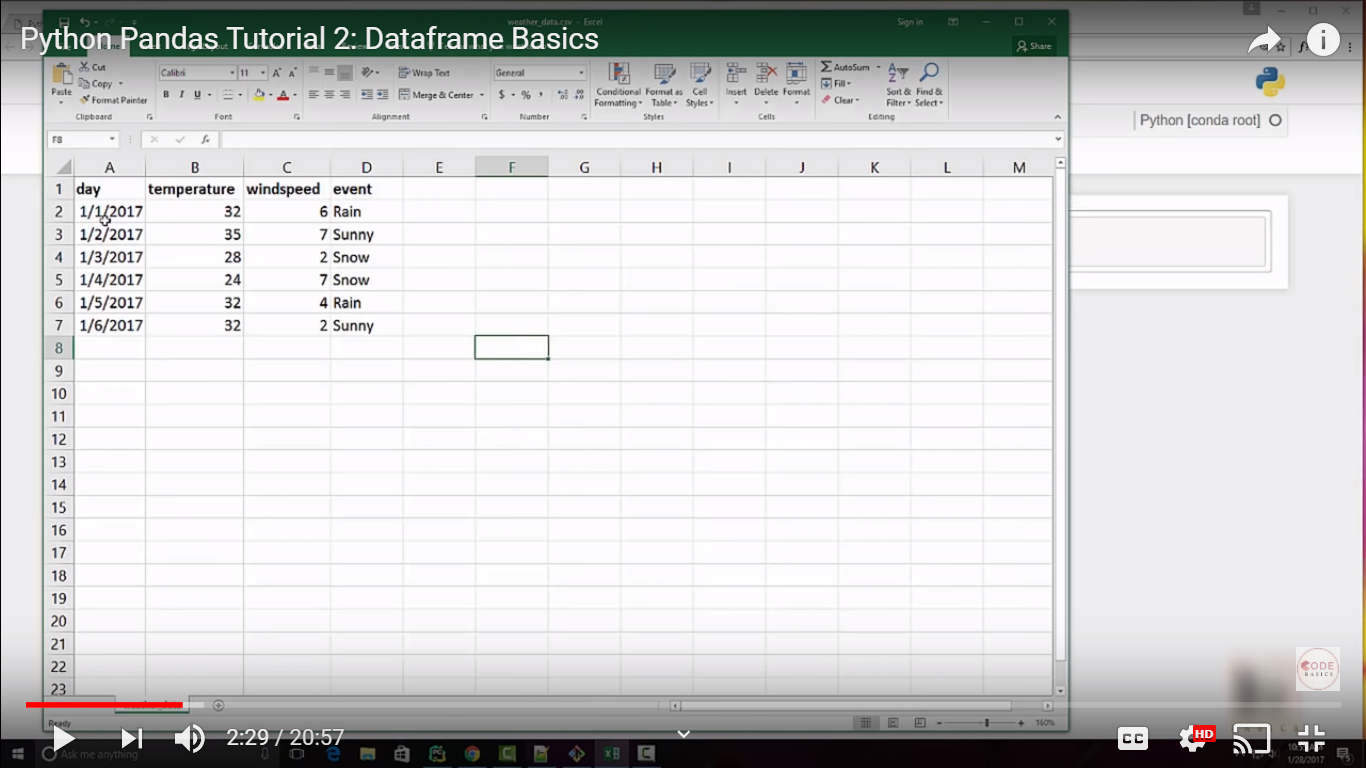 weather_data.csv - Excel
Sign in
Python Pandas Tutorial 2: Dataframe Basics
Share
Cut
Calibri
11
Wrap Text
General
AutoSum
Paste
Copy
Fill
Format Painter
B I U
Merge & Center
$ %
Conditional Formatting
Format as Table
Cell Styles
Insert Delete Format
Clear
Sort & Filter
Find & Select
Clipboard Font Alignment Number Styles Cells Editing
Python [conda root]
F8
fx
A B C D E F G H I J K L M
1 day temperature windspeed event
2 1/1/2017 32 6 Rain
3 1/2/2017 35 7 Sunny
4 1/3/2017 28 2 Snow
5 1/4/2017 24 7 Snow
6 1/5/2017 32 4 Rain
7 1/6/2017 32 2 Sunny
8
9
10
11
12
13
14
15
16
17
18
19
20
21
22
23
CODE
BASICS
Ready
160%
2:29 / 20:57
CC
HD
Ask me anything
1/28/2017